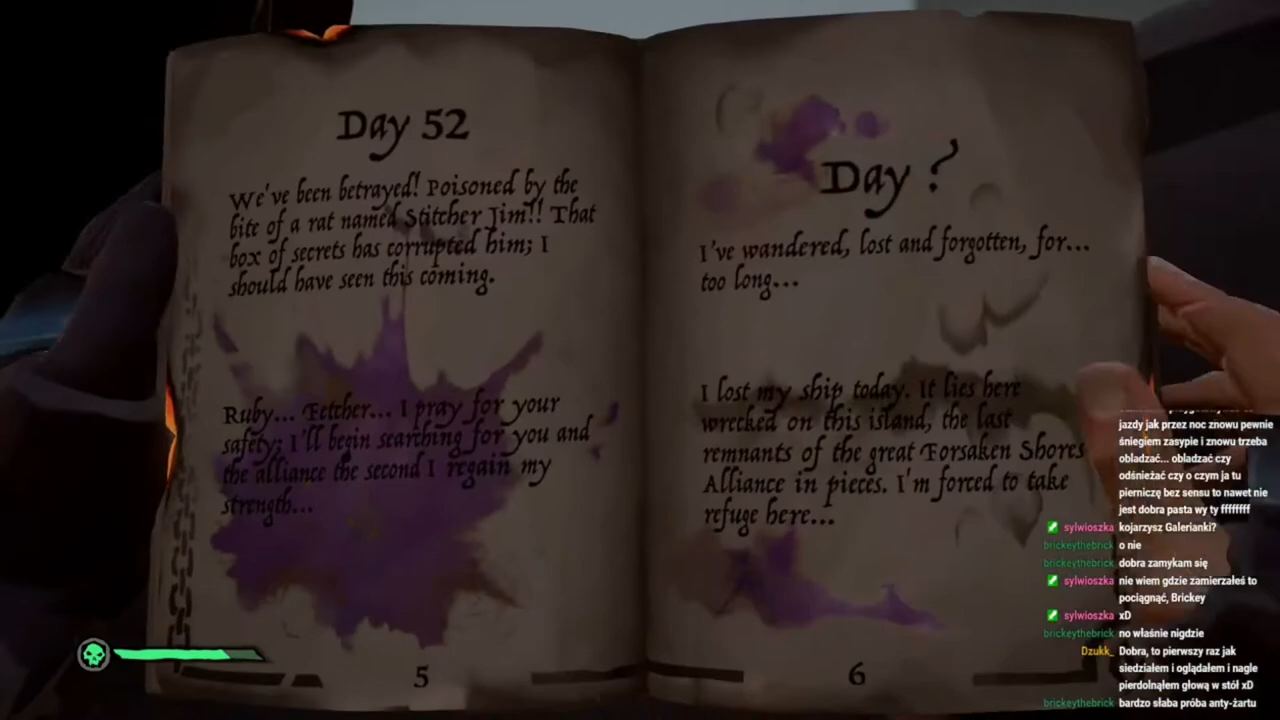 Day 52
We've been betrayed! Poisoned by the
bite of a rat named Stitcher Jim!! That
box of secrets has corrupted him; I
should have seen this coming.
Ruby... Fetcher... I pray for your
safety; I'll begin searching for you and
the alliance the second I regain my
strength...
5
Day ?
I've wandered, lost and forgotten, for...
too long...
I lost my ship today. It lies here
wrecked on this island, the last
remnants of the great Forsaken Shores
Alliance in pieces. I'm forced to take
refuge here...
6
jazdy jak przez noc znowu pewnie
śniegiem zasypie i znowu trzeba
obladzać... obladzać czy
odśnieżać czy o czym ja tu
pierniczę bez sensu to nawet nie
jest dobra pasta wy ty ffffffff
sylwioszka kojarzysz Galerianki?
brickeythebrick o nie
brickeythebrick dobra zamykam się
sylwioszka nie wiem gdzie zamierzałeś to
pociągnąć, Brickey
sylwioszka xD
brickeythebrick no właśnie nigdzie
Dzukk_ Dobra, to pierwszy raz jak
siedziałem i oglądałem i nagle
pierdolnąłem głową w stół xD
brickeythebrick bardzo słaba próba anty-żartu